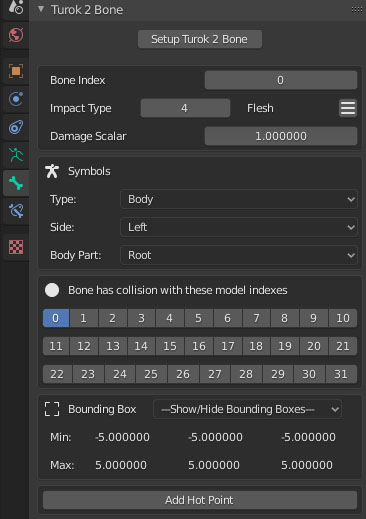 Turok 2 Bone
Setup Turok 2 Bone
Bone Index 0
Impact Type 4 Flesh
Damage Scalar 1.000000
Symbols
Type: Body
Side: Left
Body Part: Root
Bone has collision with these model indexes
0 1 2 3 4 5 6 7 8 9 10
11 12 13 14 15 16 17 18 19 20 21
22 23 24 25 26 27 28 29 30 31
Bounding Box ---Show/Hide Bounding Boxes---
Min: -5.000000 -5.000000 -5.000000
Max: 5.000000 5.000000 5.000000
Add Hot Point